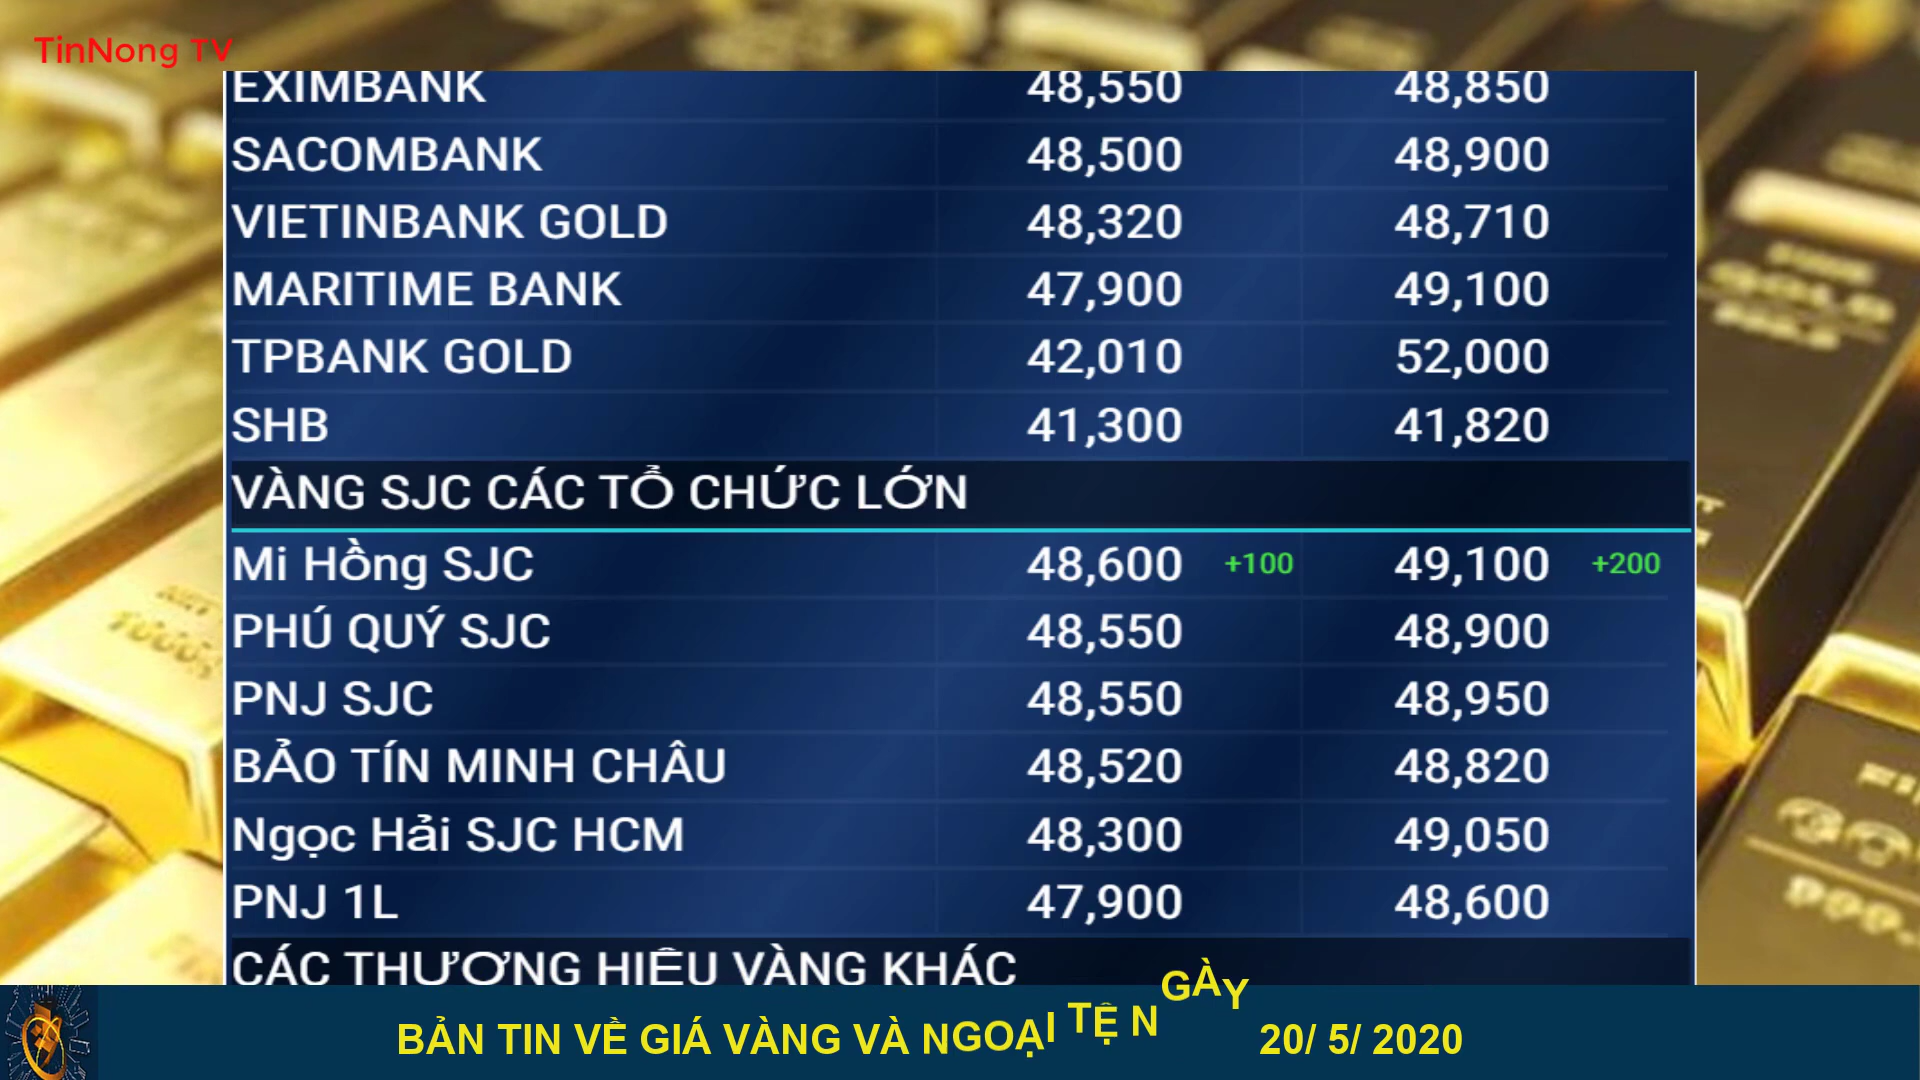 TinNong TV
EXIMBANK 48,550 48,850
SACOMBANK 48,500 48,900
VIETINBANK GOLD 48,320 48,710
MARITIME BANK 47,900 49,100
TPBANK GOLD 42,010 52,000
SHB 41,300 41,820
VÀNG SJC CÁC TỔ CHỨC LỚN
Mi Hồng SJC 48,600 +100 49,100 +200
PHÚ QUÝ SJC 48,550 48,900
PNJ SJC 48,550 48,950
BẢO TÍN MINH CHÂU 48,520 48,820
Ngọc Hải SJC HCM 48,300 49,050
PNJ 1L 47,900 48,600
CÁC THƯƠNG HIỆU VÀNG KHÁC
BẢN TIN VỀ GIÁ VÀNG VÀ NGOẠI TỆ NGÀY 20/ 5/ 2020